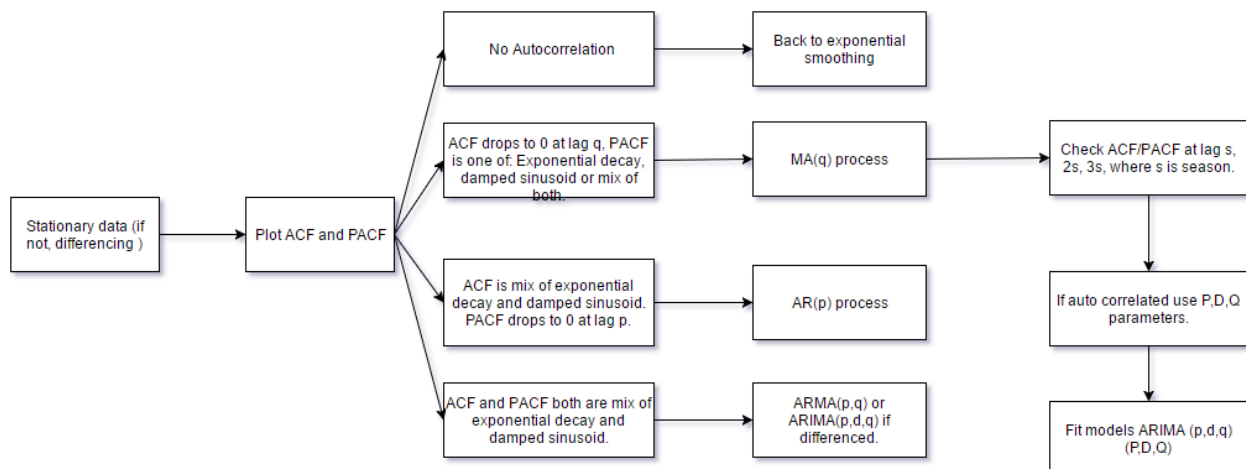 Stationary data (if
not, differencing )
Plot ACF and PACF
No Autocorrelation
Back to exponential
smoothing
ACF drops to 0 at lag q, PACF
is one of: Exponential decay,
damped sinusoid or mix of
both.
MA(q) process
Check ACF/PACF at lag s,
2s, 3s, where s is season.
ACF is mix of exponential
decay and damped sinusoid.
PACF drops to 0 at lag p.
AR(p) process
If auto correlated use P,D,Q
parameters.
ACF and PACF both are mix of
exponential decay and
damped sinusoid.
ARMA(p,q) or
ARIMA(p,d,q) if
differenced.
Fit models ARIMA (p,d,q)
(P,D,Q)